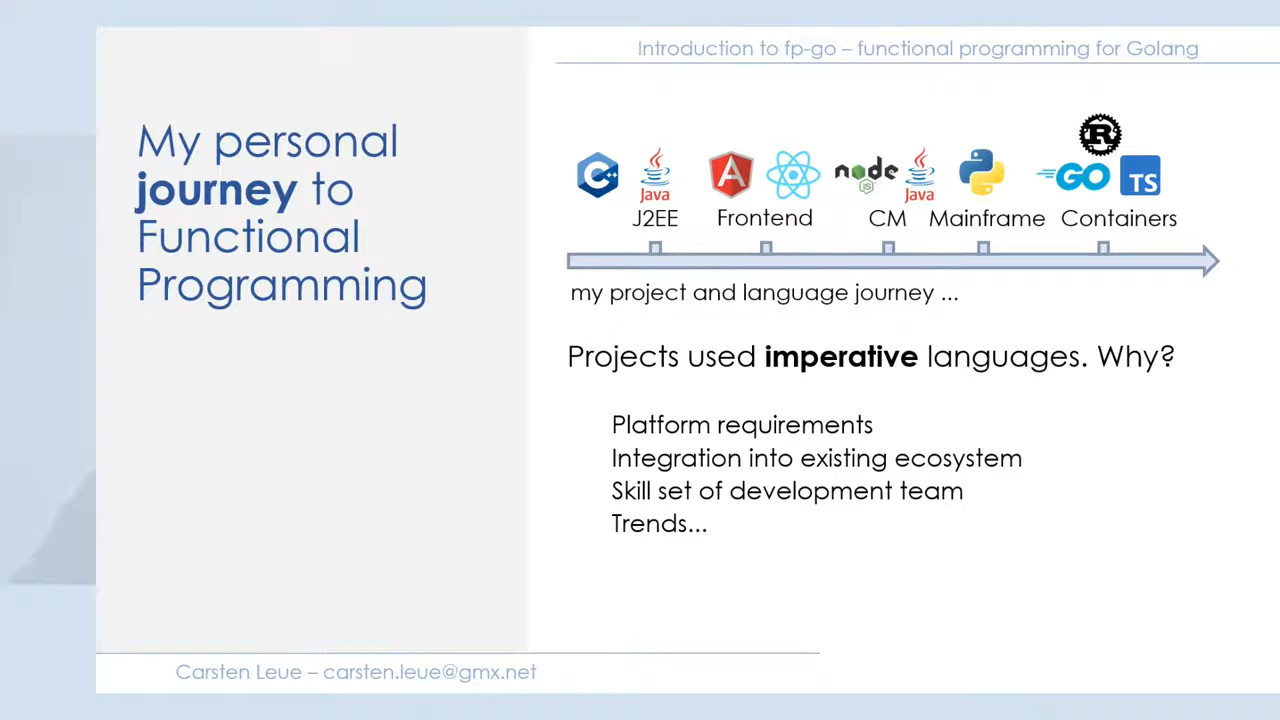 Introduction to fp-go – functional programming for Golang
My personal
journey to
Functional
Programming
C++
Java
A
node
JS
Java
R
GO
TS
J2EE
Frontend
CM
Mainframe
Containers
my project and language journey ...
Projects used imperative languages. Why?
Platform requirements
Integration into existing ecosystem
Skill set of development team
Trends...
Carsten Leue – carsten.leue@gmx.net